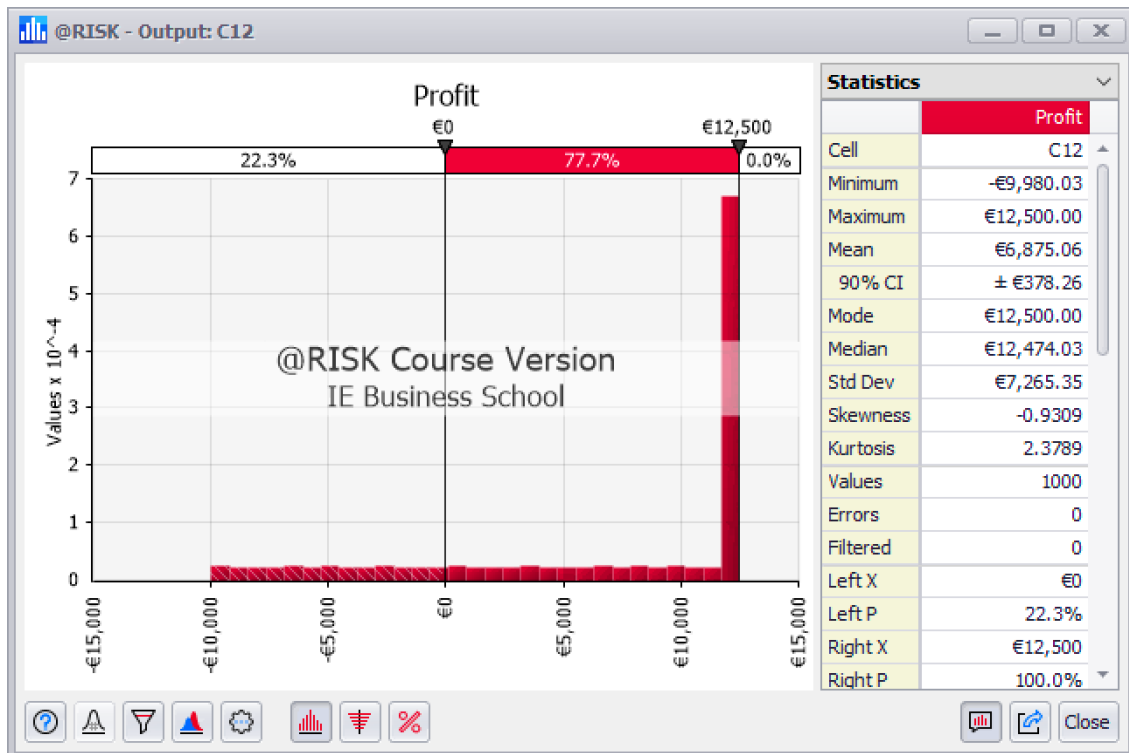 @RISK - Output: C12
Profit
€0
€12,500
22.3%
77.7%
0.0%
Values x 10^-4
7
6
5
4
3
2
1
0
@RISK Course Version
IE Business School
-€15,000
-€10,000
-€5,000
€0
€5,000
€10,000
€15,000
Statistics
Profit
Cell C12
Minimum -€9,980.03
Maximum €12,500.00
Mean €6,875.06
90% CI ± €378.26
Mode €12,500.00
Median €12,474.03
Std Dev €7,265.35
Skewness -0.9309
Kurtosis 2.3789
Values 1000
Errors 0
Filtered 0
Left X €0
Left P 22.3%
Right X €12,500
Right P 100.0%
Close